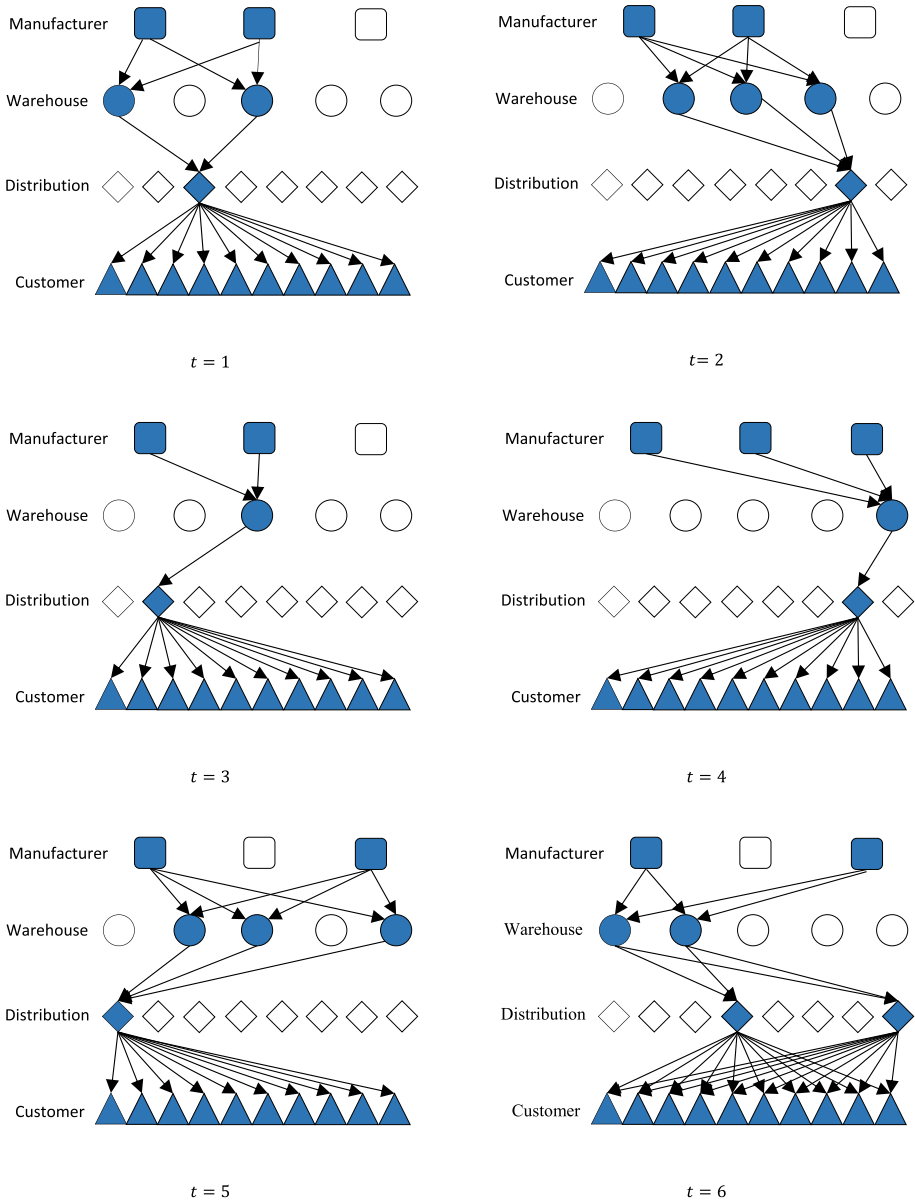 Manufacturer
Warehouse
Distribution
Customer
t = 1
Manufacturer
Warehouse
Distribution
Customer
t= 2
Manufacturer
Warehouse
Distribution
Customer
t = 3
Manufacturer
Warehouse
Distribution
Customer
t = 4
Manufacturer
Warehouse
Distribution
Customer
t = 5
Manufacturer
Warehouse
Distribution
Customer
t = 6